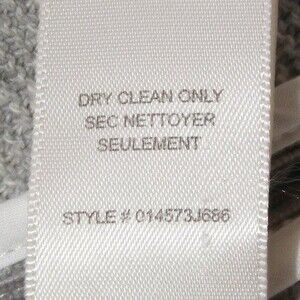 DRY CLEAN ONLY
SEC NETTOYER
SEULEMENT
STYLE # 014573J686